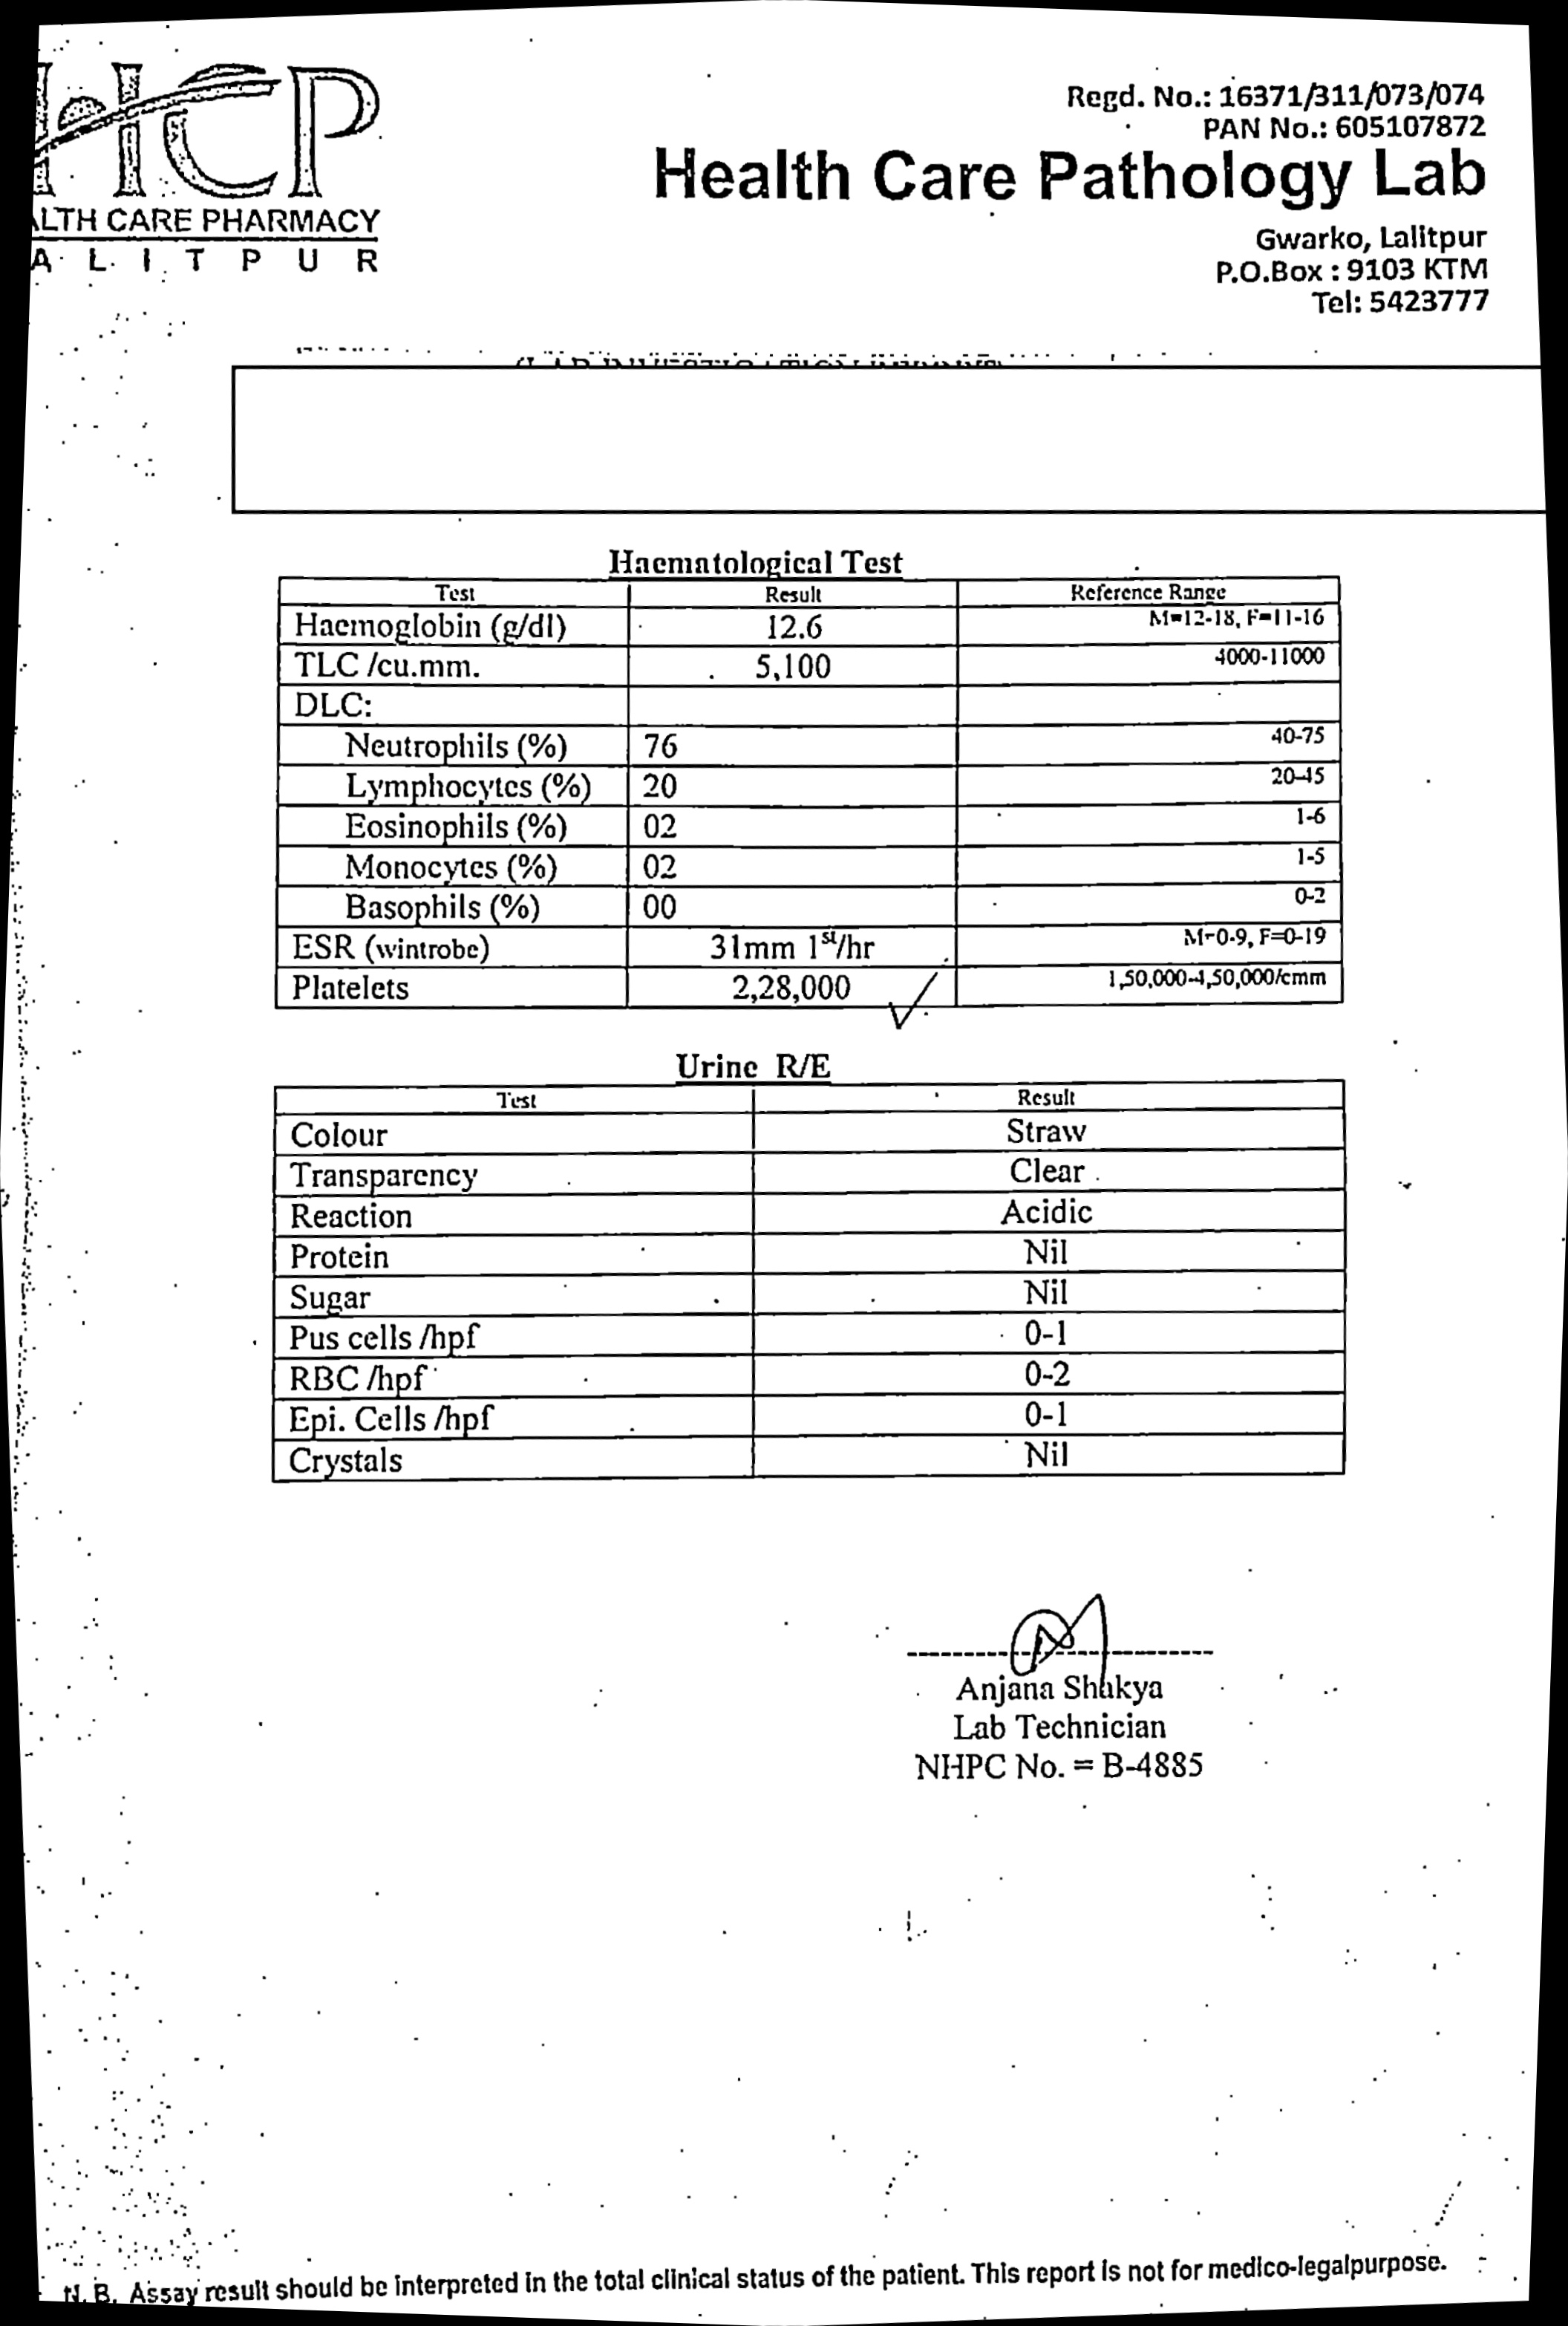 HCP
ALTH CARE PHARMACY
A L I T P U R
Regd. No.: 16371/311/073/074
PAN No.: 605107872
Health Care Pathology Lab
Gwarko, Lalitpur
P.O.Box : 9103 KTM
Tel: 5423777
Haematological Test
Test Result Reference Range
Haemoglobin (g/dl) 12.6 M=12-18, F=11-16
TLC /cu.mm. 5,100 4000-11000
DLC:
Neutrophils (%) 76 40-75
Lymphocytes (%) 20 20-45
Eosinophils (%) 02 1-6
Monocytes (%) 02 1-5
Basophils (%) 00 0-2
ESR (wintrobe) 31mm 1st/hr M=0-9, F=0-19
Platelets 2,28,000 1,50,000-4,50,000/cmm
Urine R/E
Test Result
Colour Straw
Transparency Clear
Reaction Acidic
Protein Nil
Sugar Nil
Pus cells /hpf 0-1
RBC /hpf 0-2
Epi. Cells /hpf 0-1
Crystals Nil
Anjana Shakya
Lab Technician
NHPC No. = B-4885
N. B. Assay result should be interpreted in the total clinical status of the patient. This report is not for medico-legalpurpose.